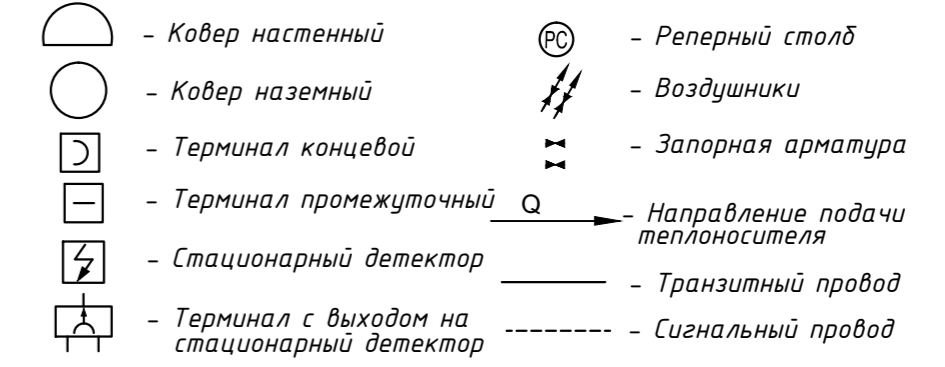 - Ковер настенный
- Ковер наземный
- Терминал концевой
- Терминал промежуточный
- Стационарный детектор
- Терминал с выходом на
стационарный детектор
РС - Реперный столб
- Воздушники
- Запорная арматура
Q - Направление подачи
теплоносителя
- Транзитный провод
- Сигнальный провод